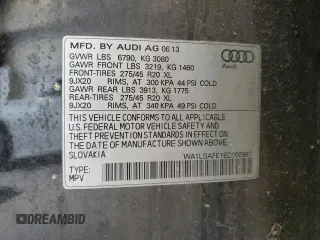 MFD BY AUDI AG 06 13
GVWR LBS 6790, KG 3080
GAWR FRONT LBS 3219, KG 1460
FRONT-TIRES 275/45 R20 XL
9JX20 RIMS, AT 300 KPA 44 PSI COLD
GAWR REAR LBS 3913, KG 1775
REAR-TIRES 275/45 R20 XL
9JX20 RIMS, AT 340 KPA 49 PSI COLD
Audi
THIS VEHICLE CONFORMS TO ALL APPLICABLE
U.S. FEDERAL MOTOR VEHICLE SAFETY
STANDARDS IN EFFECT ON THE DATE OF
MANUFACTURE SHOWN ABOVE.
SLOVAKIA
TYPE:
MPV
DREAMBID.COM